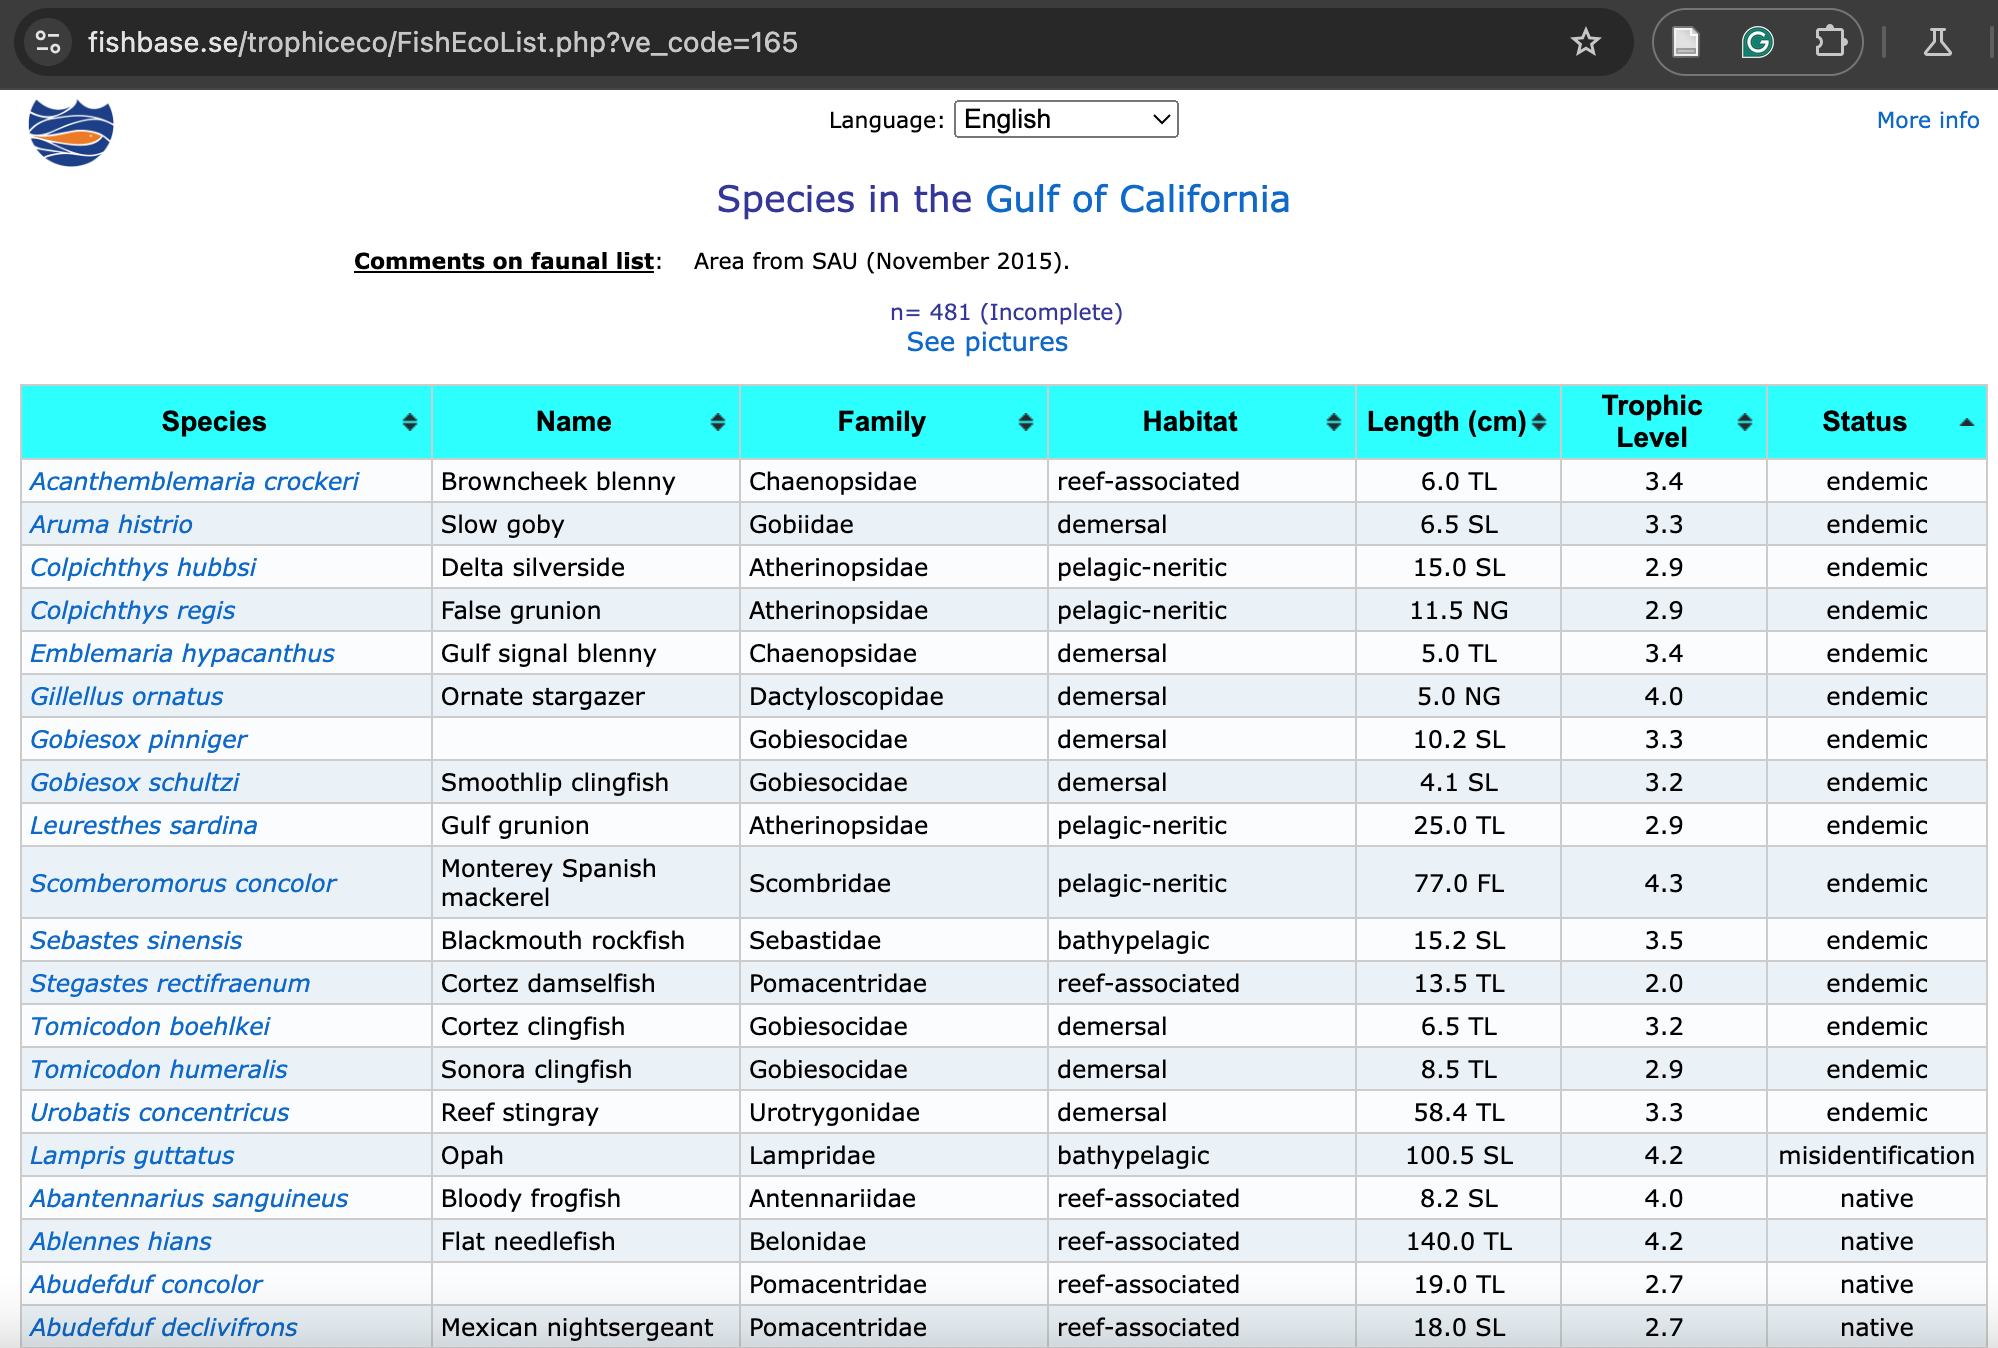 fishbase.se/trophiceco/FishEcoList.php?ve_code=165
Language: English
More info
Species in the Gulf of California
Comments on faunal list: Area from SAU (November 2015).
n= 481 (Incomplete)
See pictures
Species Name Family Habitat Length (cm) Trophic Level Status
Acanthemblemaria crockeri Browncheek blenny Chaenopsidae reef-associated 6.0 TL 3.4 endemic
Aruma histrio Slow goby Gobiidae demersal 6.5 SL 3.3 endemic
Colpichthys hubbsi Delta silverside Atherinopsidae pelagic-neritic 15.0 SL 2.9 endemic
Colpichthys regis False grunion Atherinopsidae pelagic-neritic 11.5 NG 2.9 endemic
Emblemaria hypacanthus Gulf signal blenny Chaenopsidae demersal 5.0 TL 3.4 endemic
Gillellus ornatus Ornate stargazer Dactyloscopidae demersal 5.0 NG 4.0 endemic
Gobiesox pinniger Gobiesocidae demersal 10.2 SL 3.3 endemic
Gobiesox schultzi Smoothlip clingfish Gobiesocidae demersal 4.1 SL 3.2 endemic
Leuresthes sardina Gulf grunion Atherinopsidae pelagic-neritic 25.0 TL 2.9 endemic
Scomberomorus concolor Monterey Spanish mackerel Scombridae pelagic-neritic 77.0 FL 4.3 endemic
Sebastes sinensis Blackmouth rockfish Sebastidae bathypelagic 15.2 SL 3.5 endemic
Stegastes rectifraenum Cortez damselfish Pomacentridae reef-associated 13.5 TL 2.0 endemic
Tomicodon boehlkei Cortez clingfish Gobiesocidae demersal 6.5 TL 3.2 endemic
Tomicodon humeralis Sonora clingfish Gobiesocidae demersal 8.5 TL 2.9 endemic
Urobatis concentricus Reef stingray Urotrygonidae demersal 58.4 TL 3.3 endemic
Lampris guttatus Opah Lampridae bathypelagic 100.5 SL 4.2 misidentification
Abantennarius sanguineus Bloody frogfish Antennariidae reef-associated 8.2 SL 4.0 native
Ablennes hians Flat needlefish Belonidae reef-associated 140.0 TL 4.2 native
Abudefduf concolor Pomacentridae reef-associated 19.0 TL 2.7 native
Abudefduf declivifrons Mexican nightsergeant Pomacentridae reef-associated 18.0 SL 2.7 native